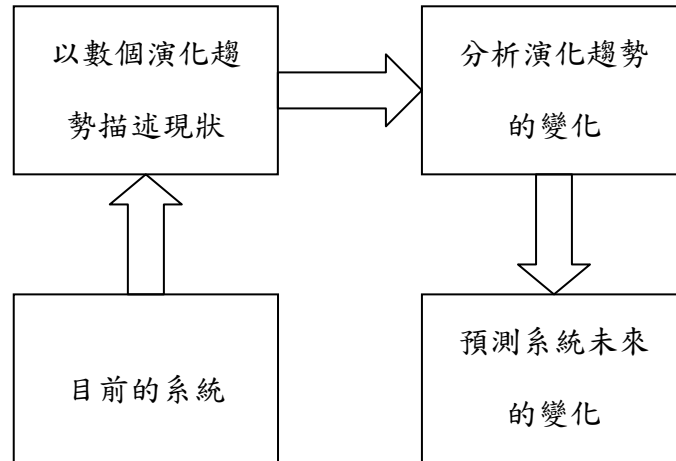 以數個演化趨
勢描述現狀
分析演化趨勢
的變化
目前的系統
預測系統未來
的變化